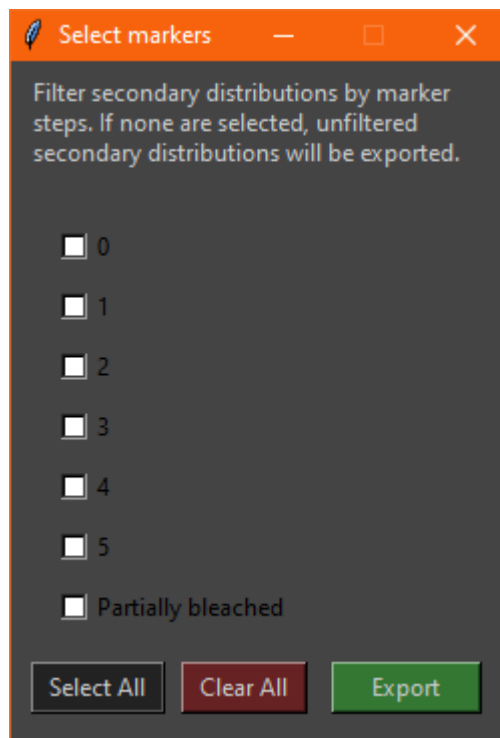 Select markers
Filter secondary distributions by marker
steps. If none are selected, unfiltered
secondary distributions will be exported.
0
1
2
3
4
5
Partially bleached
Select All Clear All Export